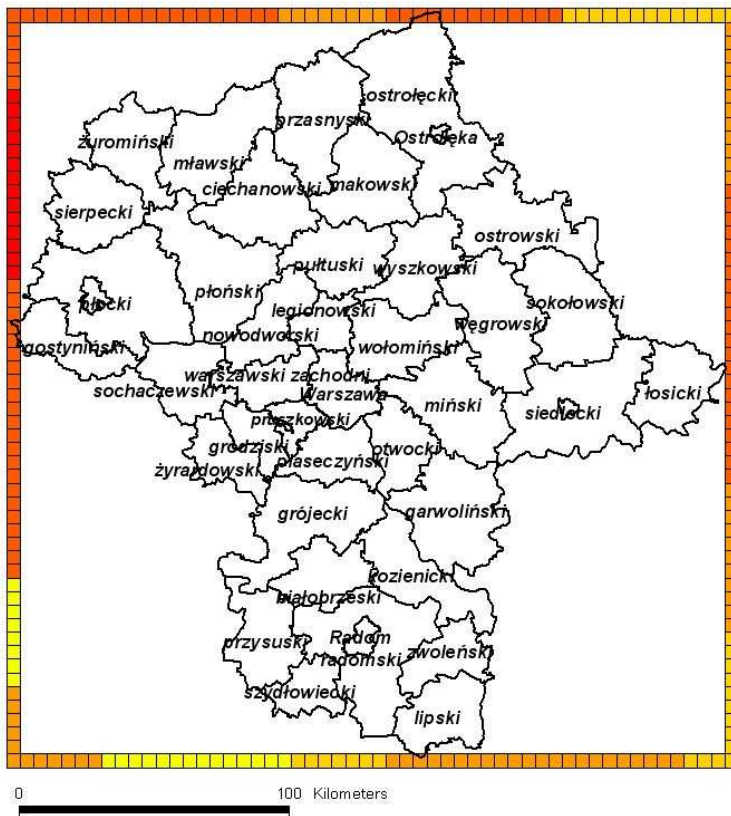 ostrołęcki
przasnyski
Ostrołęka
żuromiński
mławski
ciechanowski
makowski
sierpecki
ostrowski
pułtuski
wyszkowski
płoński
płocki
sokołowski
legionowski
węgrowski
nowodworski
wołomiński
gostyniński
warszawski zachodni
sochaczewski
Warszawa
łosicki
miński
siedlecki
pruszkowski
grodziski
otwocki
piaseczyński
żyrardowski
grójecki
garwoliński
kozienicki
białobrzeski
Radom
przysuski
zwoleński
radomski
szydłowiecki
lipski
0 100 Kilometers